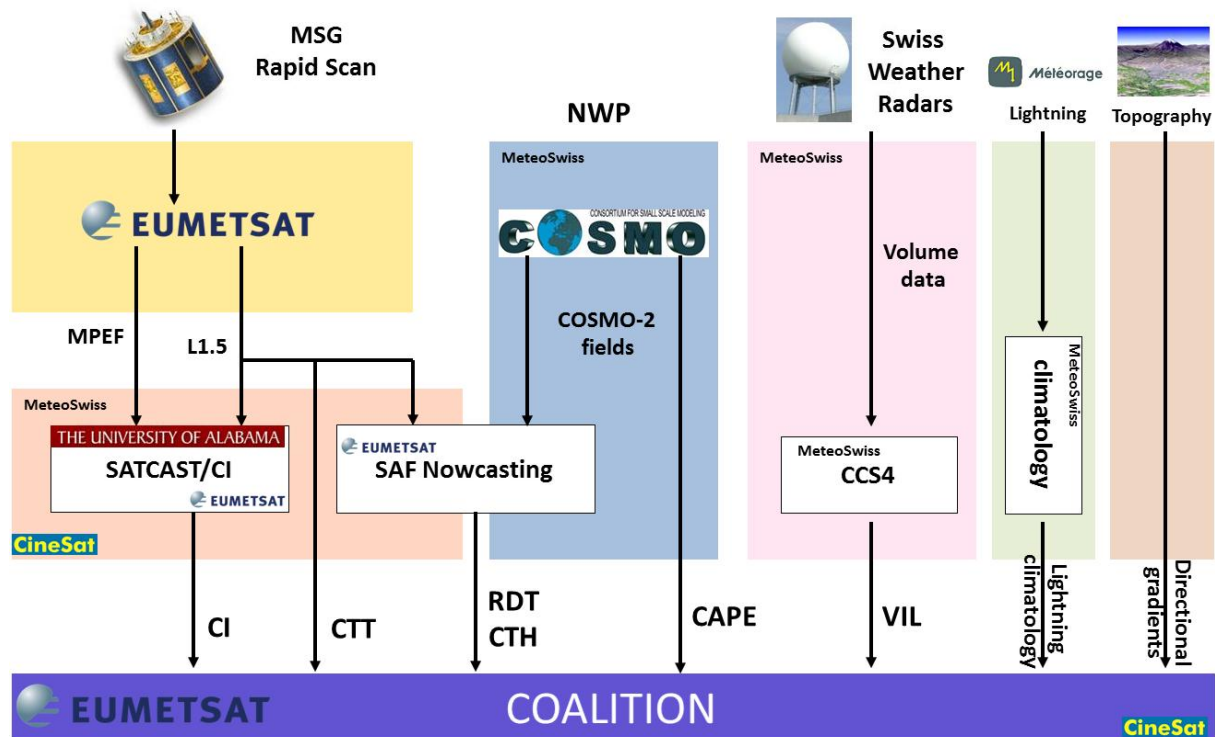 MSG
Rapid Scan
NWP
Swiss
Weather
Radars
Météorage
Lightning
Topography
EUMETSAT
MeteoSwiss
CONSORTIUM FOR SMALL SCALE MODELING
COSMO
MeteoSwiss
Volume
data
MPEF
L1.5
COSMO-2
fields
MeteoSwiss
climatology
MeteoSwiss
THE UNIVERSITY OF ALABAMA
SATCAST/CI
EUMETSAT
EUMETSAT
SAF Nowcasting
MeteoSwiss
CCS4
CineSat
CI
CTT
RDT
CTH
CAPE
VIL
Lightning
climatology
Directional
gradients
EUMETSAT
COALITION
CineSat